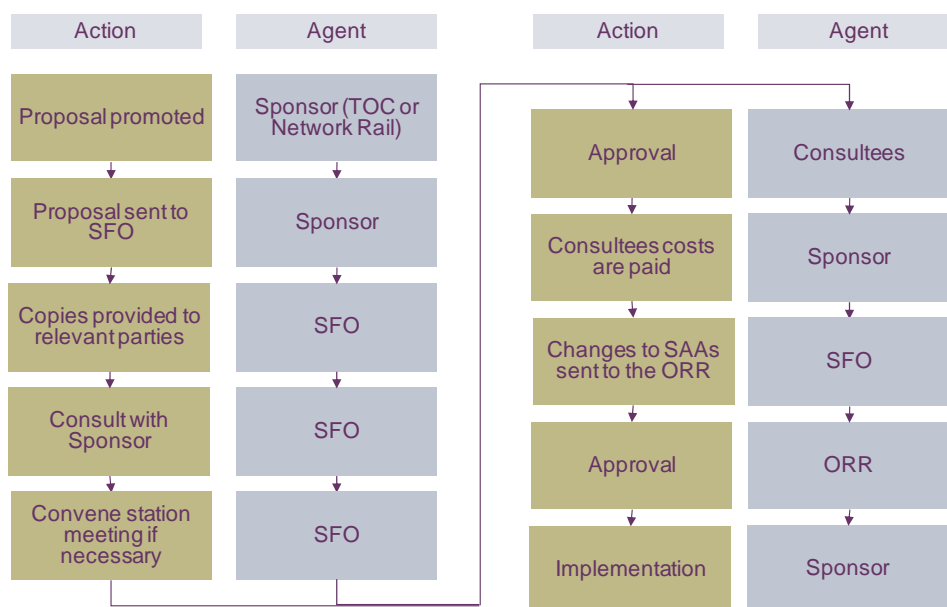 Action
Agent
Proposal promoted
Sponsor (TOC or
Network Rail)
Proposal sent to
SFO
Sponsor
Copies provided to
relevant parties
SFO
Consult with
Sponsor
SFO
Convene station
meeting if
necessary
SFO
Action
Agent
Approval
Consultees
Consultees costs
are paid
Sponsor
Changes to SAAs
sent to the ORR
SFO
Approval
ORR
Implementation
Sponsor